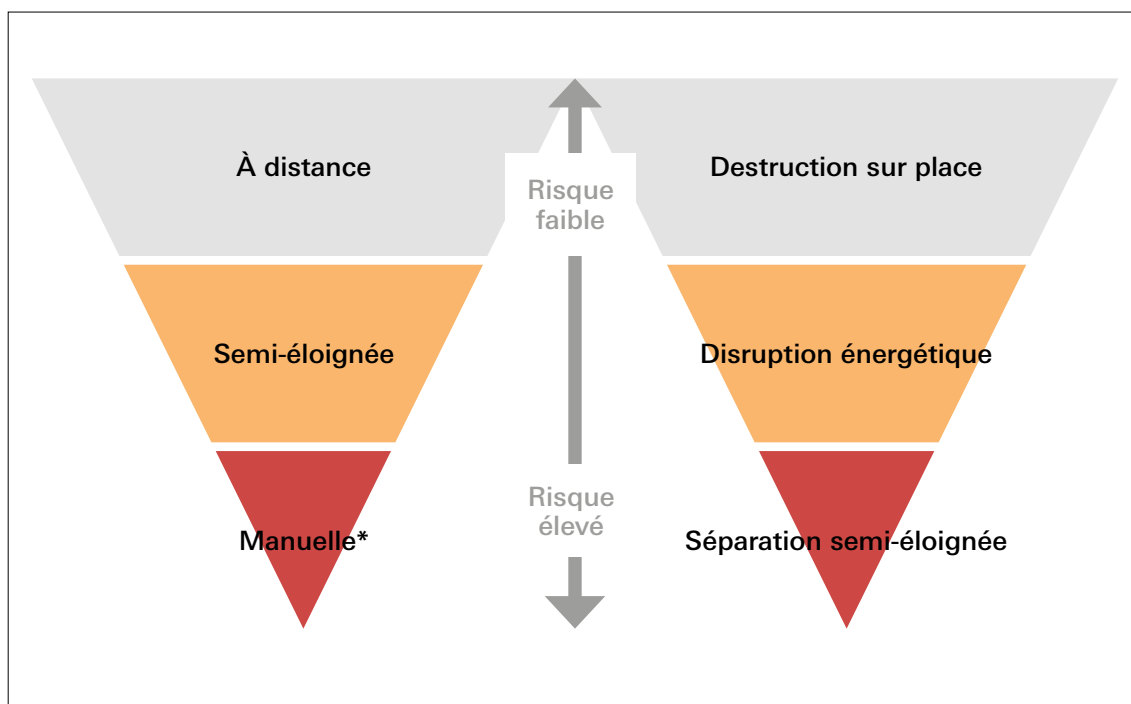 À distance
Destruction sur place
Risque
faible
Semi-éloignée
Disruption énergétique
Risque
élevé
Manuelle*
Séparation semi-éloignée